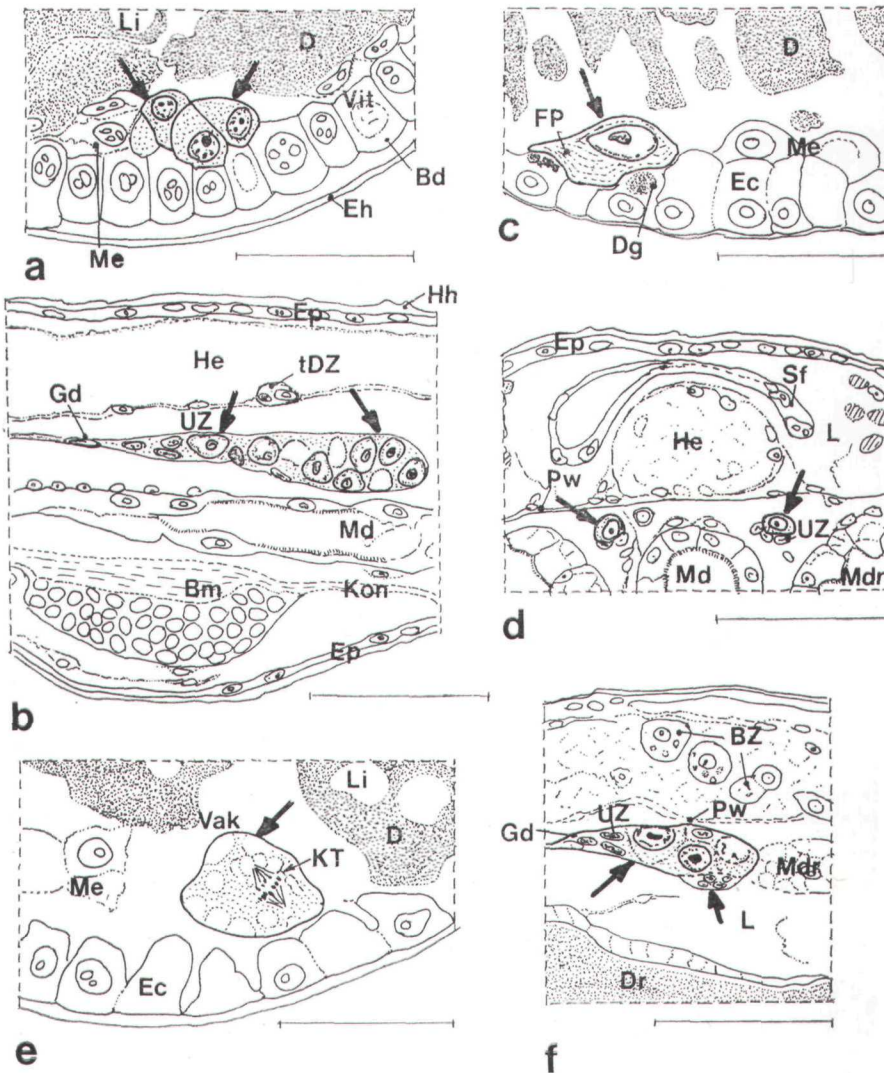 Li
D
Vit
Bd
Eh
Me
a
D
FP
Me
Ec
Dg
c
Hh
Ep
He
tDZ
Gd
UZ
Md
Bm
Kon
Ep
b
Ep
Sf
He
L
Pw
UZ
Md
Mdr
d
Li
Vak
D
KT
Me
Ec
e
BZ
UZ
Pw
Gd
Mdr
L
Dr
f